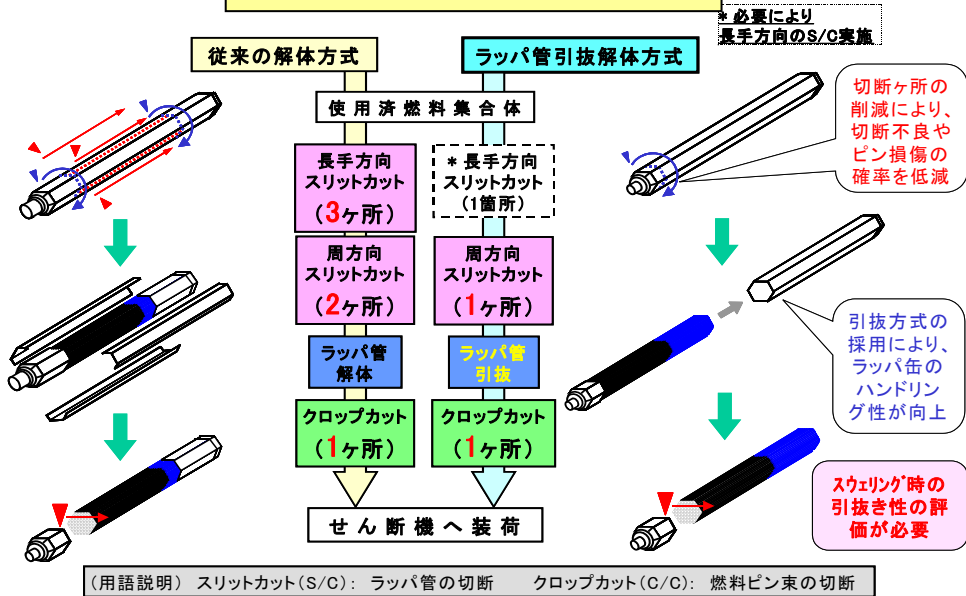 * 必要により
長手方向のS/C実施
従来の解体方式
ラッパ管引抜解体方式
使用済燃料集合体
長手方向
スリットカット
(3ヶ所)
* 長手方向
スリットカット
(1箇所)
周方向
スリットカット
(2ヶ所)
周方向
スリットカット
(1ヶ所)
ラッパ管
解体
ラッパ管
引抜
クロップカット
(1ヶ所)
クロップカット
(1ヶ所)
せん断機へ装荷
切断ヶ所の
削減により、
切断不良や
ピン損傷の
確率を低減
引抜方式の
採用により、
ラッパ缶の
ハンドリン
グ性が向上
スウェリング時の
引抜き性の評
価が必要
(用語説明) スリットカット(S/C): ラッパ管の切断 クロップカット(C/C): 燃料ピン束の切断